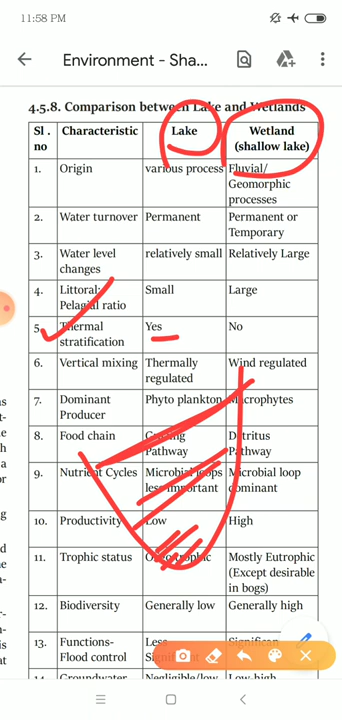 11:58 PM
Environment - Sha...
4.5.8. Comparison between Lake and Wetlands
Sl . no Characteristic Lake Wetland (shallow lake)
1. Origin various process Fluvial/ Geomorphic processes
2. Water turnover Permanent Permanent or Temporary
3. Water level changes relatively small Relatively Large
4. Littoral: Pelagial ratio Small Large
5. Thermal stratification Yes No
6. Vertical mixing Thermally regulated Wind regulated
7. Dominant Producer Phyto plankton Macrophytes
8. Food chain Grazing Pathway Detritus Pathway
9. Nutrient Cycles Microbial loops less important Microbial loop dominant
10. Productivity Low High
11. Trophic status Oligotrophic Mostly Eutrophic (Except desirable in bogs)
12. Biodiversity Generally low Generally high
13. Functions- Flood control Less
14. Groundwater Negligible/low Low-high